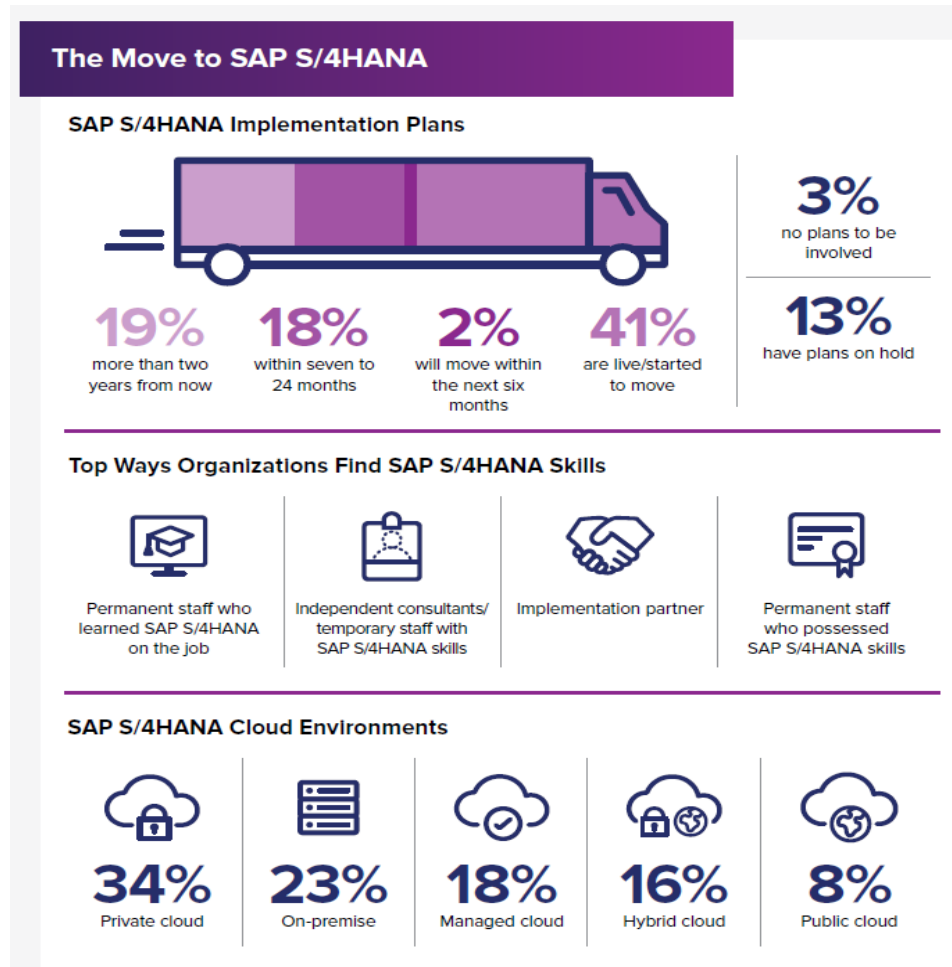 The Move to SAP S/4HANA
SAP S/4HANA Implementation Plans
19%
more than two
years from now
18%
within seven to
24 months
2%
will move within
the next six
months
41%
are live/started
to move
3%
no plans to be
involved
13%
have plans on hold
Top Ways Organizations Find SAP S/4HANA Skills
Permanent staff who
learned SAP S/4HANA
on the job
Independent consultants/
temporary staff with
SAP S/4HANA skills
Implementation partner
Permanent staff
who possessed
SAP S/4HANA skills
SAP S/4HANA Cloud Environments
34%
Private cloud
23%
On-premise
18%
Managed cloud
16%
Hybrid cloud
8%
Public cloud